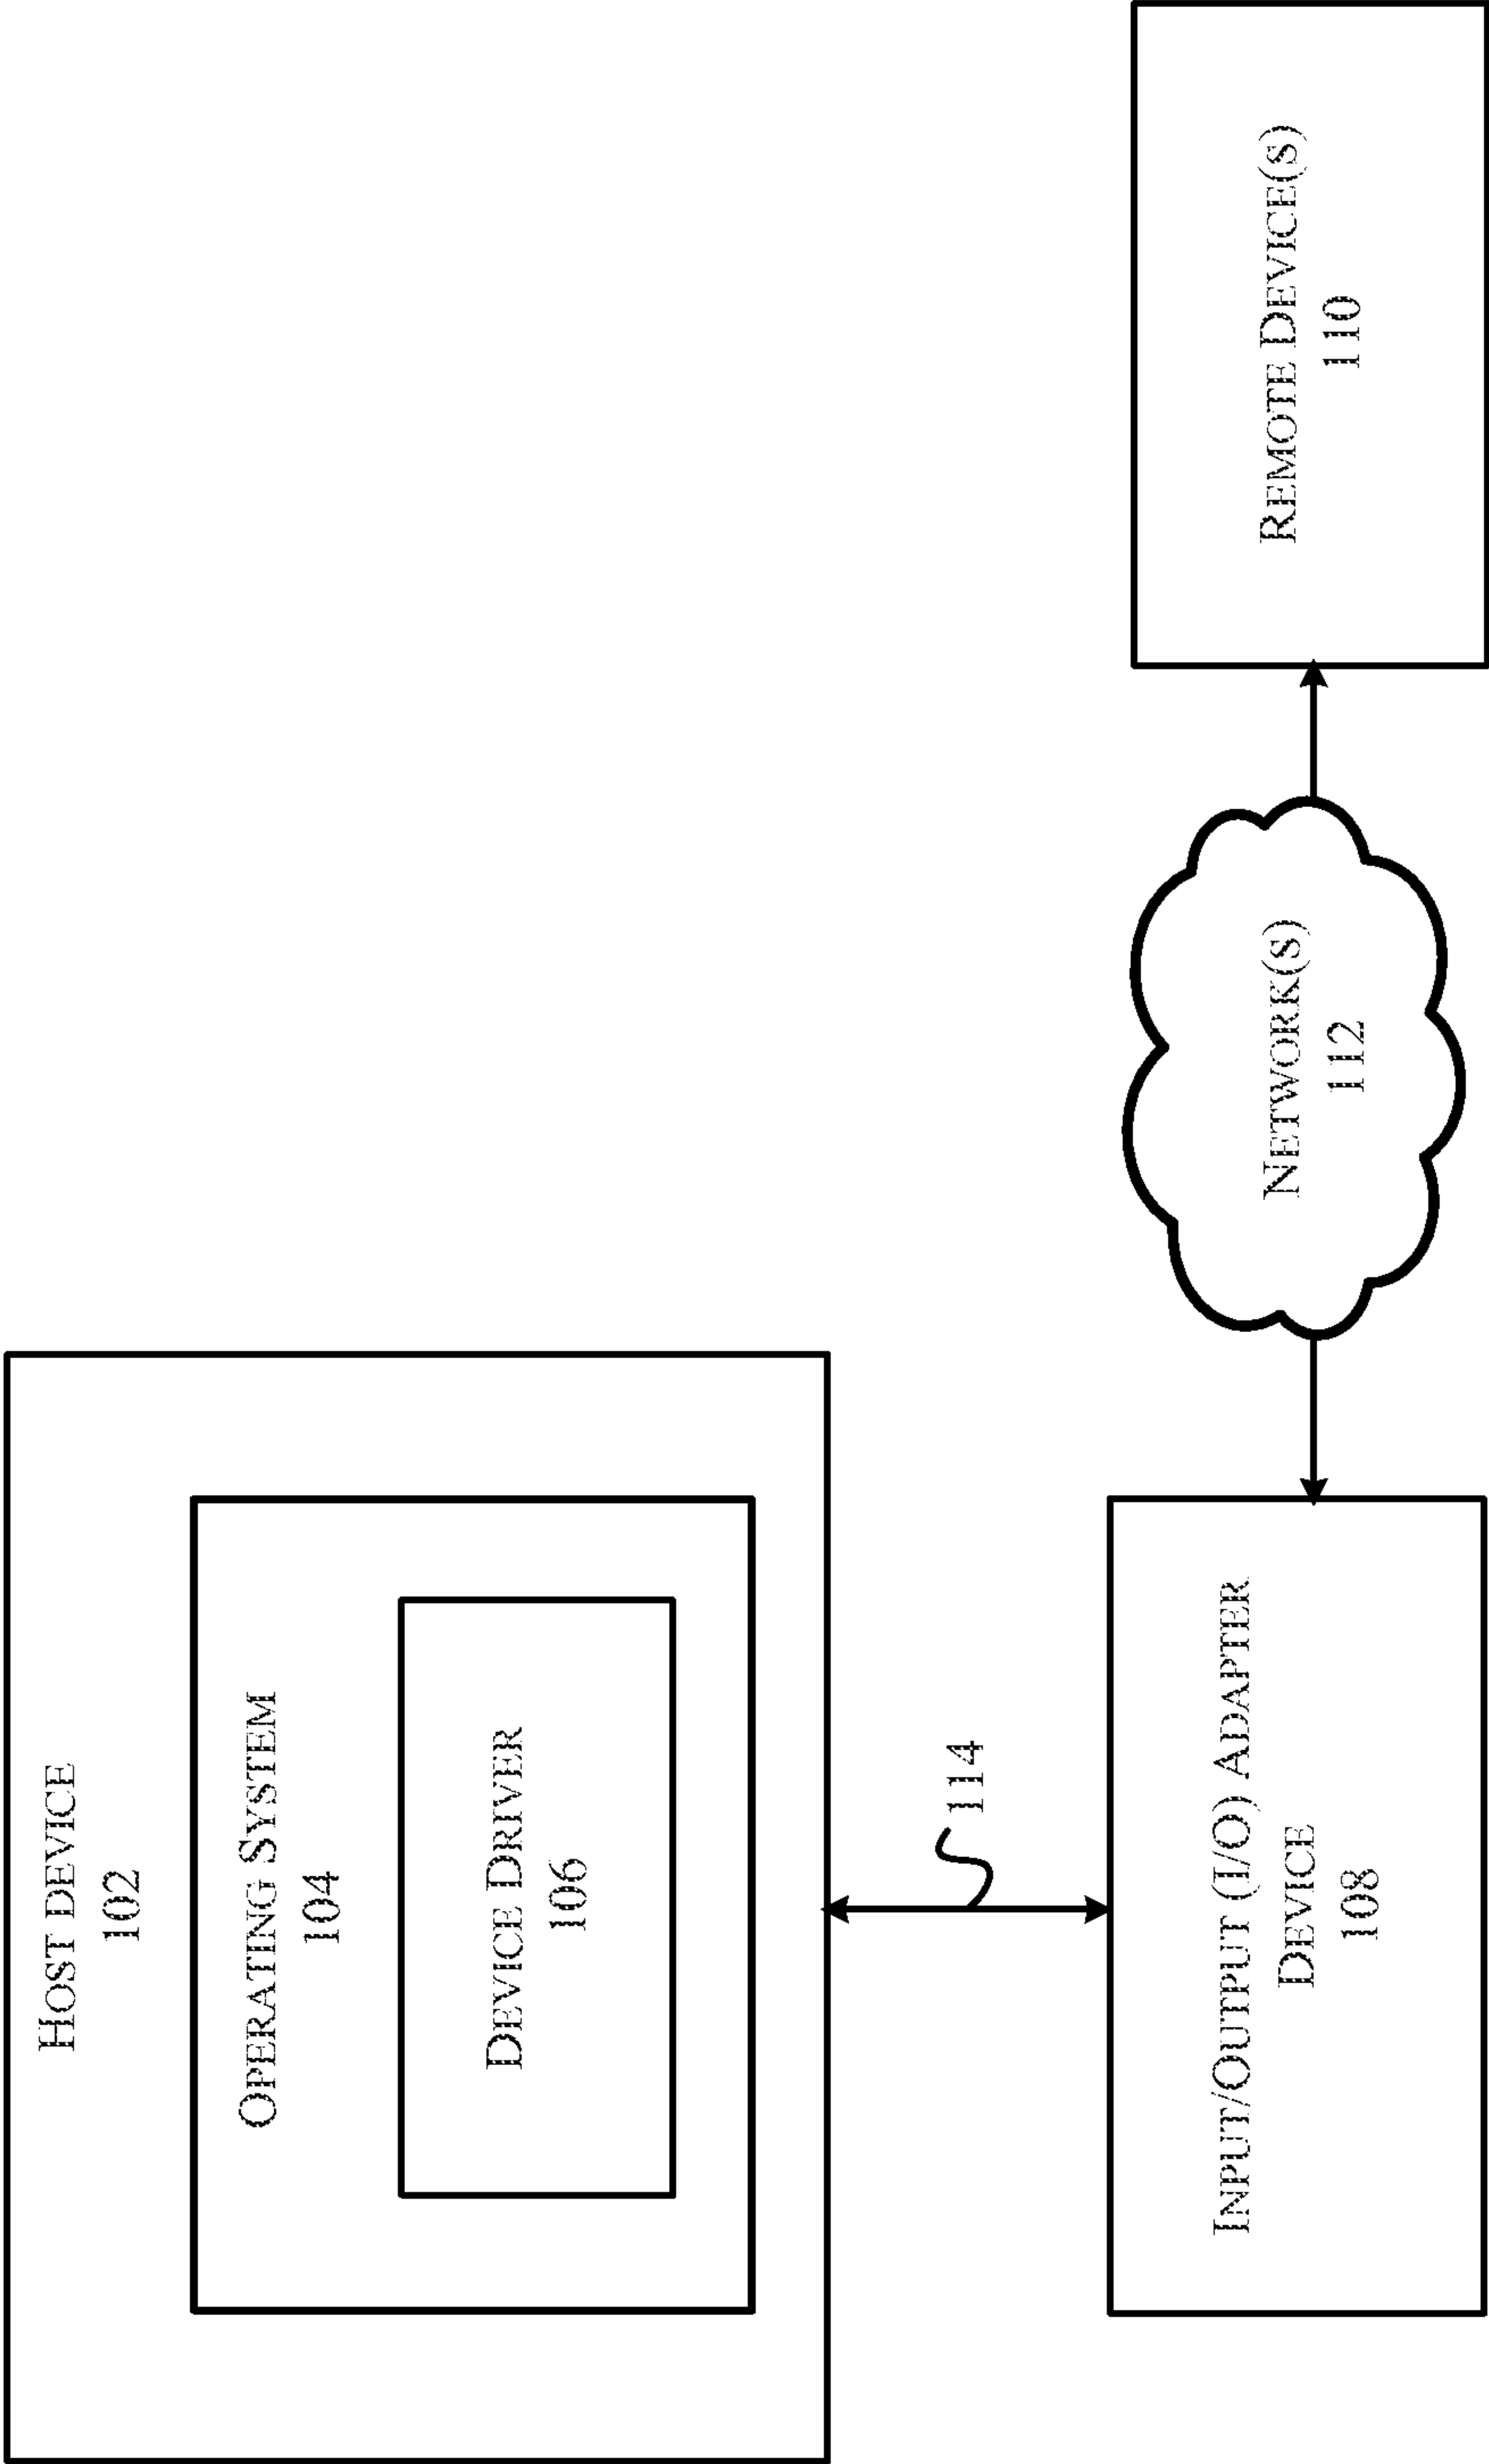 HOST DEVICE
102
OPERATING SYSTEM
104
DEVICE DRIVER
106
114
INPUT/OUTPUT (I/O) ADAPTER
DEVICE
108
NETWORK(S)
112
REMOTE DEVICE(S)
110